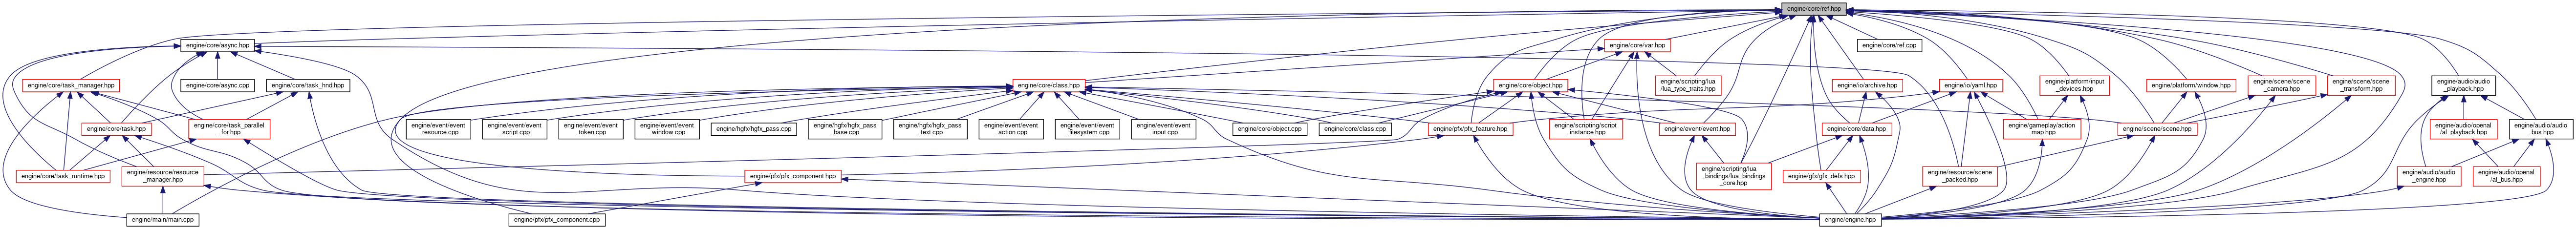 engine/core/ref.hpp
engine/core/async.hpp
engine/core/var.hpp
engine/core/ref.cpp
engine/core/task_manager.hpp
engine/core/async.cpp
engine/core/task_hnd.hpp
engine/core/class.hpp
engine/core/object.hpp
engine/scripting/lua
_type_traits.hpp
engine/io/archive.hpp
engine/io/yaml.hpp
engine/platform/input
_devices.hpp
engine/platform/window.hpp
engine/scene/scene
_camera.hpp
engine/scene/scene
_transform.hpp
engine/audio/audio
_playback.hpp
engine/core/task.hpp
engine/core/task_parallel
_for.hpp
engine/event/event
_resource.cpp
engine/event/event
_script.cpp
engine/event/event
_token.cpp
engine/event/event
_window.cpp
engine/hgfx/hgfx_pass.cpp
engine/hgfx/hgfx_pass
_base.cpp
engine/hgfx/hgfx_pass
_text.cpp
engine/event/event
_action.cpp
engine/event/event
_filesystem.cpp
engine/event/event
_input.cpp
engine/core/object.cpp
engine/core/class.cpp
engine/pfx/pfx_feature.hpp
engine/scripting/script
_instance.hpp
engine/event/event.hpp
engine/core/data.hpp
engine/gameplay/action
_map.hpp
engine/scene/scene.hpp
engine/audio/openal
/al_playback.hpp
engine/audio/audio
_bus.hpp
engine/core/task_runtime.hpp
engine/resource/resource
_manager.hpp
engine/pfx/pfx_component.hpp
engine/scripting/lua
_bindings/lua_bindings
_core.hpp
engine/gfx/gfx_defs.hpp
engine/resource/scene
_packed.hpp
engine/audio/audio
_engine.hpp
engine/audio/openal
/al_bus.hpp
engine/main/main.cpp
engine/pfx/pfx_component.cpp
engine/engine.hpp